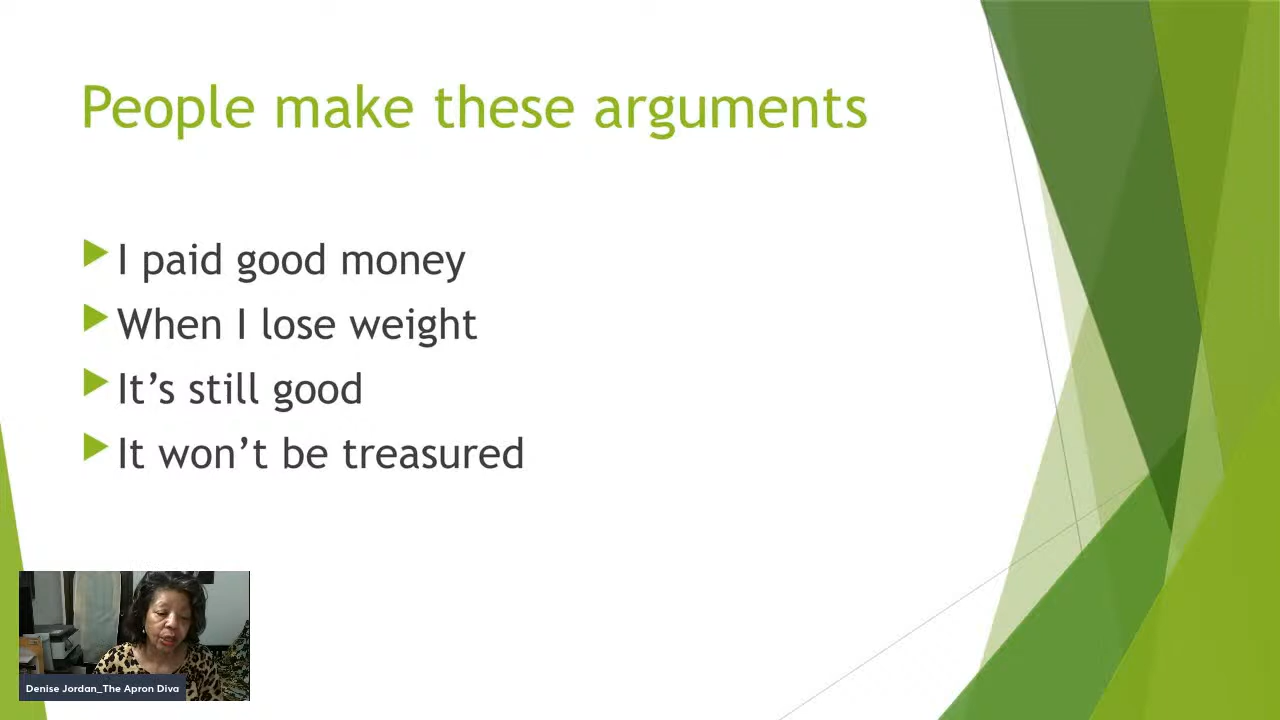 People make these arguments
I paid good money
When I lose weight
It’s still good
It won’t be treasured
Denise Jordan_The Apron Diva